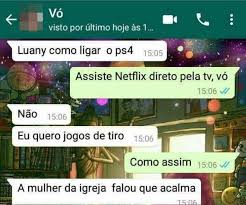 Vó
visto por último hoje às 1...
Luany como ligar o ps4
15:05
Assiste Netflix direto pela tv, vó
15:06
Não
15:06
Eu quero jogos de tiro
15:06
Como assim
15:06
A mulher da igreja falou que acalma
15:06